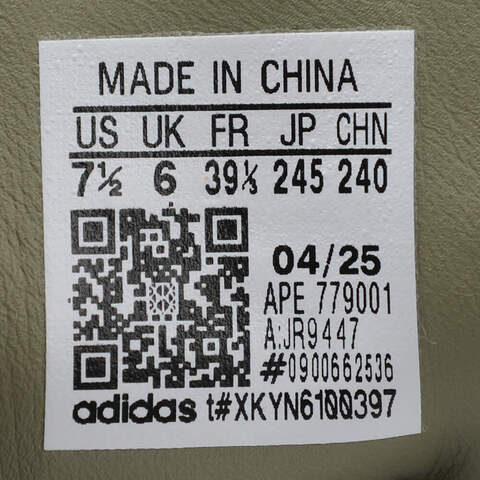 MADE IN CHINA
US UK FR JP CHN
7½ 6 39⅓ 245 240
04/25
APE 779001
A:JR9447
#0900662536
adidas t#XKYN6100397